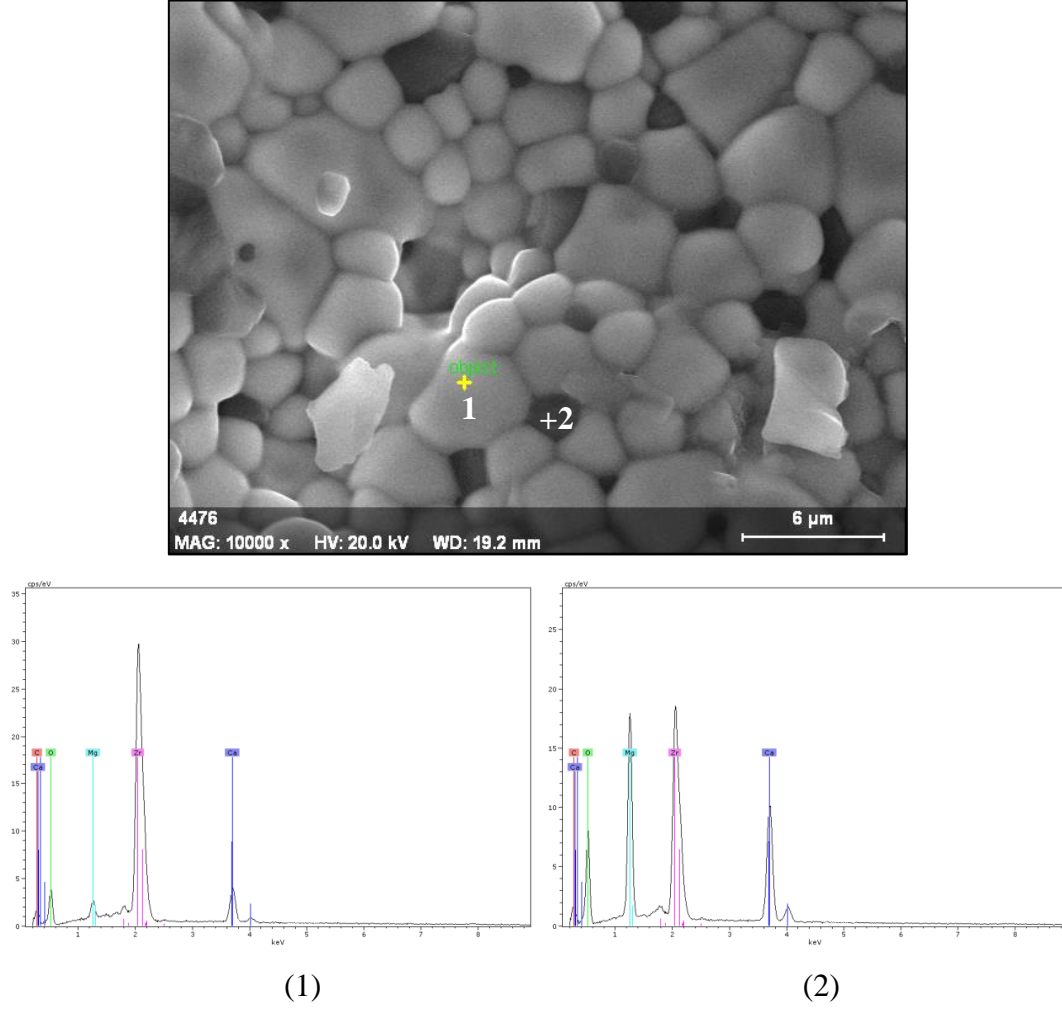 object
1
+2
4476
6 µm
MAG: 10000 x HV: 20.0 kV WD: 19.2 mm
cps/eV
35
30
25
20
15
10
5
0
C O Mg Zr Ca
Ca
1 2 3 4 5 6 7 8
keV
cps/eV
25
20
15
10
5
0
C O Mg Zr Ca
Ca
1 2 3 4 5 6 7 8
keV
(1)
(2)